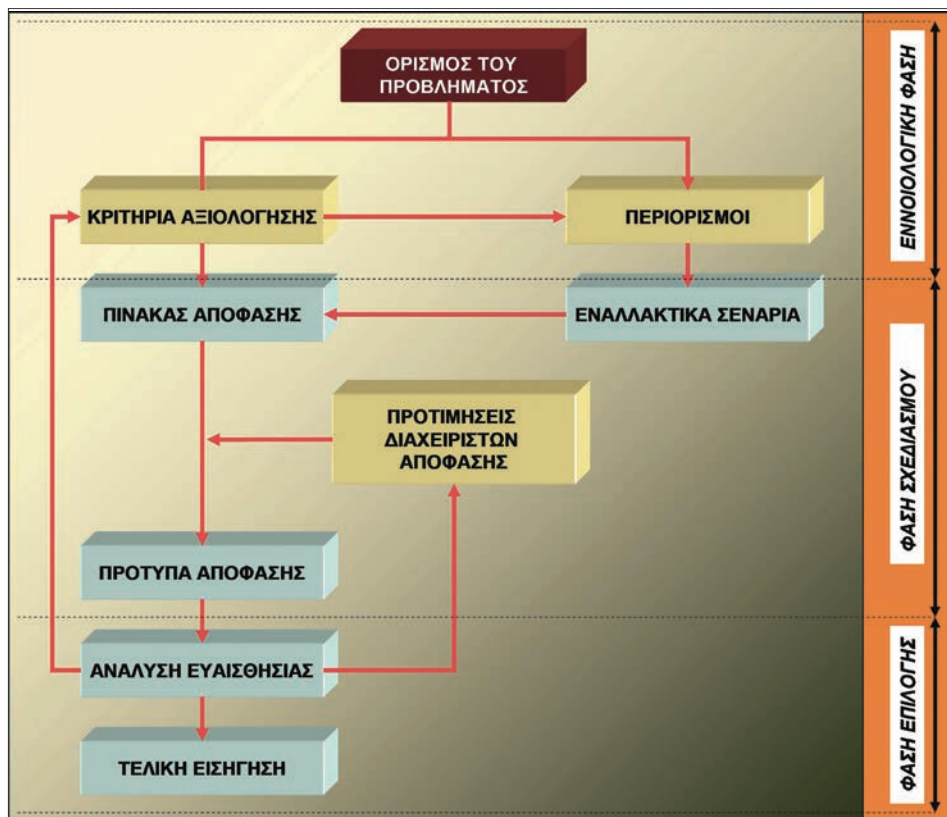 ΟΡΙΣΜΟΣ ΤΟΥ
ΠΡΟΒΛΗΜΑΤΟΣ
ΚΡΙΤΗΡΙΑ ΑΞΙΟΛΟΓΗΣΗΣ
ΠΕΡΙΟΡΙΣΜΟΙ
ΕΝΝΟΙΟΛΟΓΙΚΗ ΦΑΣΗ
ΠΙΝΑΚΑΣ ΑΠΟΦΑΣΗΣ
ΕΝΑΛΛΑΚΤΙΚΑ ΣΕΝΑΡΙΑ
ΠΡΟΤΙΜΗΣΕΙΣ
ΔΙΑΧΕΙΡΙΣΤΩΝ
ΑΠΟΦΑΣΗΣ
ΠΡΟΤΥΠΑ ΑΠΟΦΑΣΗΣ
ΦΑΣΗ ΣΧΕΔΙΑΣΜΟΥ
ΑΝΑΛΥΣΗ ΕΥΑΙΣΘΗΣΙΑΣ
ΤΕΛΙΚΗ ΕΙΣΗΓΗΣΗ
ΦΑΣΗ ΕΠΙΛΟΓΗΣ